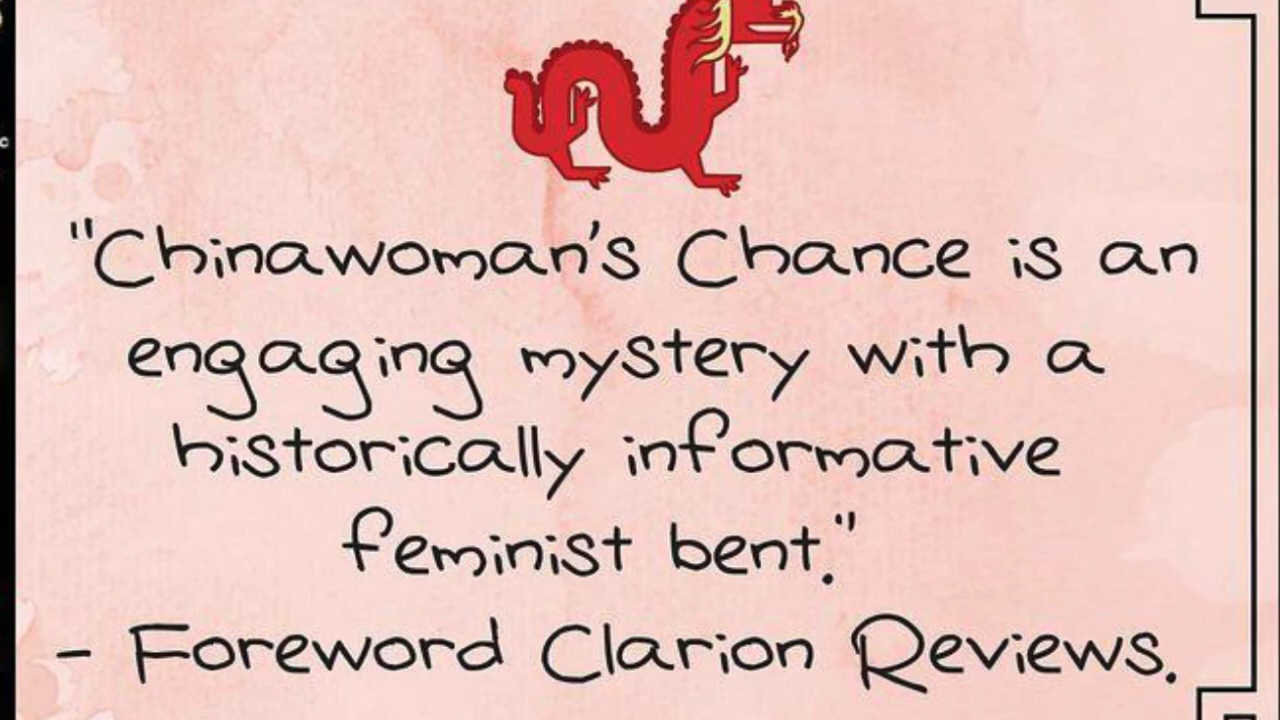 "Chinawoman's Chance is an
engaging mystery with a
historically informative
feminist bent."
- Foreword Clarion Reviews.